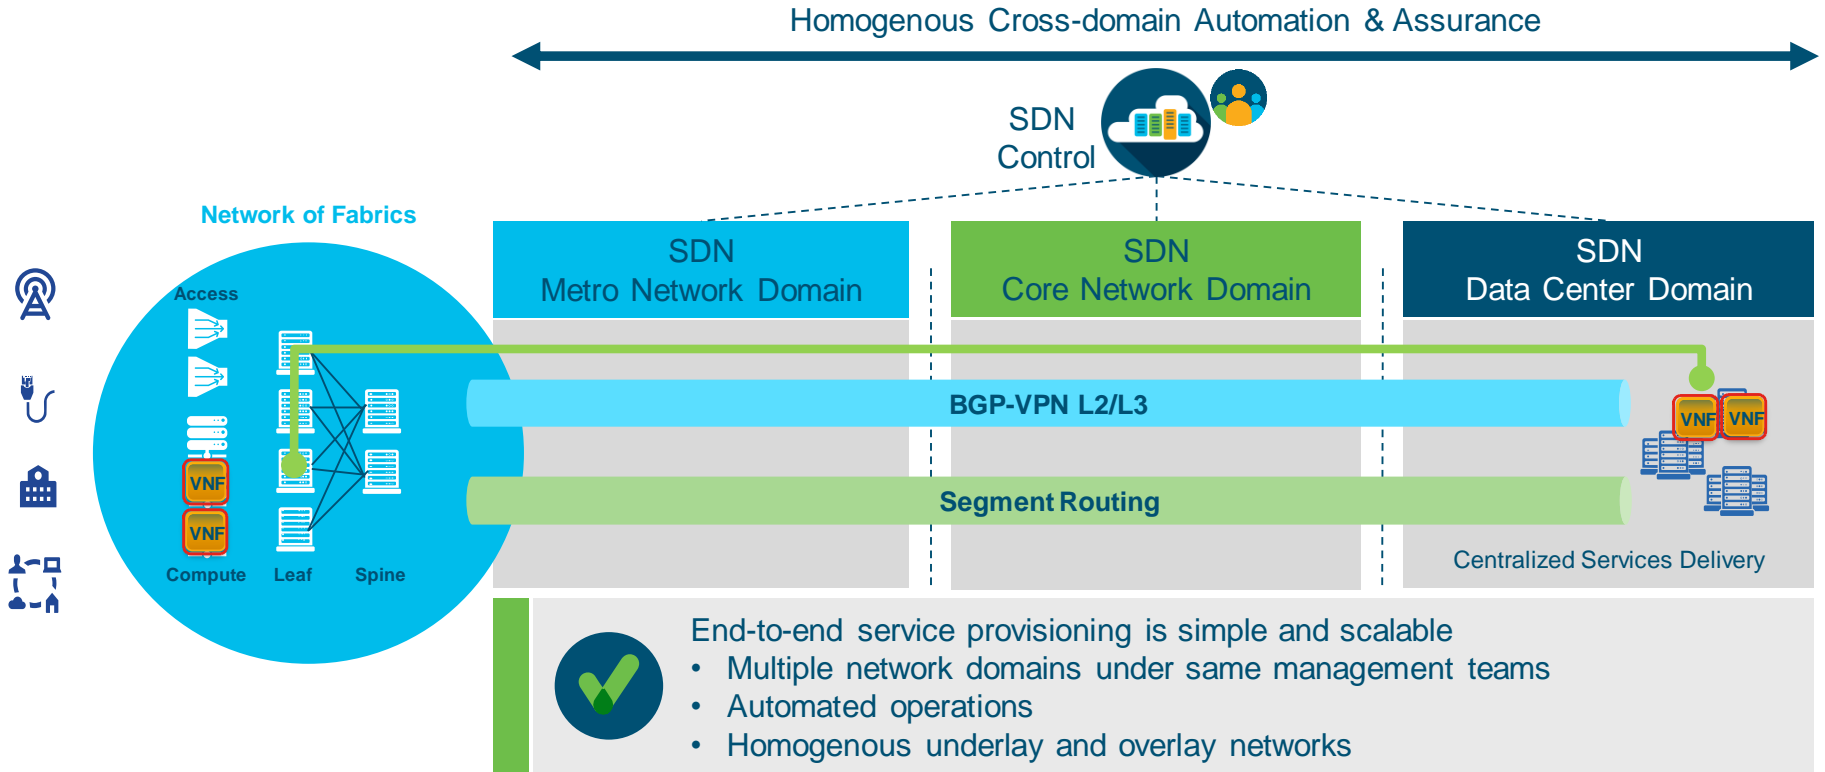 Homogenous Cross-domain Automation & Assurance
SDN
Control
Network of Fabrics
SDN
Metro Network Domain
SDN
Core Network Domain
SDN
Data Center Domain
Access
BGP-VPN L2/L3
VNF
VNF
VNF
VNF
Segment Routing
Compute
Leaf
Spine
Centralized Services Delivery
End-to-end service provisioning is simple and scalable
• Multiple network domains under same management teams
• Automated operations
• Homogenous underlay and overlay networks